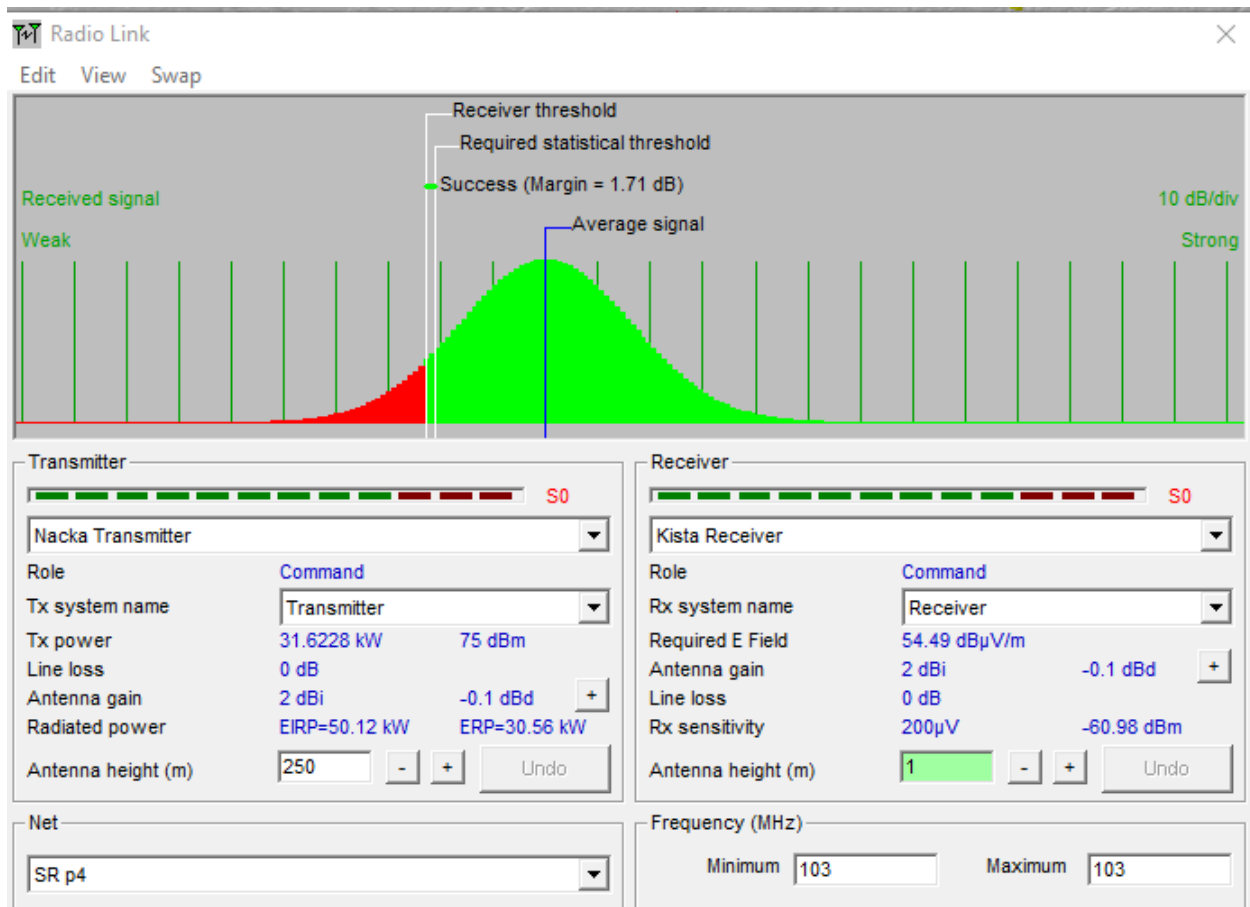 Radio Link
Edit View Swap
Receiver threshold
Required statistical threshold
Success (Margin = 1.71 dB)
Received signal
10 dB/div
Average signal
Weak
Strong
Transmitter
S0
Nacka Transmitter
Role Command
Tx system name Transmitter
Tx power 31.6228 kW 75 dBm
Line loss 0 dB
Antenna gain 2 dBi -0.1 dBd +
Radiated power EIRP=50.12 kW ERP=30.56 kW
Antenna height (m) 250 - + Undo
Receiver
S0
Kista Receiver
Role Command
Rx system name Receiver
Required E Field 54.49 dBµV/m
Antenna gain 2 dBi -0.1 dBd +
Line loss 0 dB
Rx sensitivity 200µV -60.98 dBm
Antenna height (m) 1 - + Undo
Net
SR p4
Frequency (MHz)
Minimum 103 Maximum 103